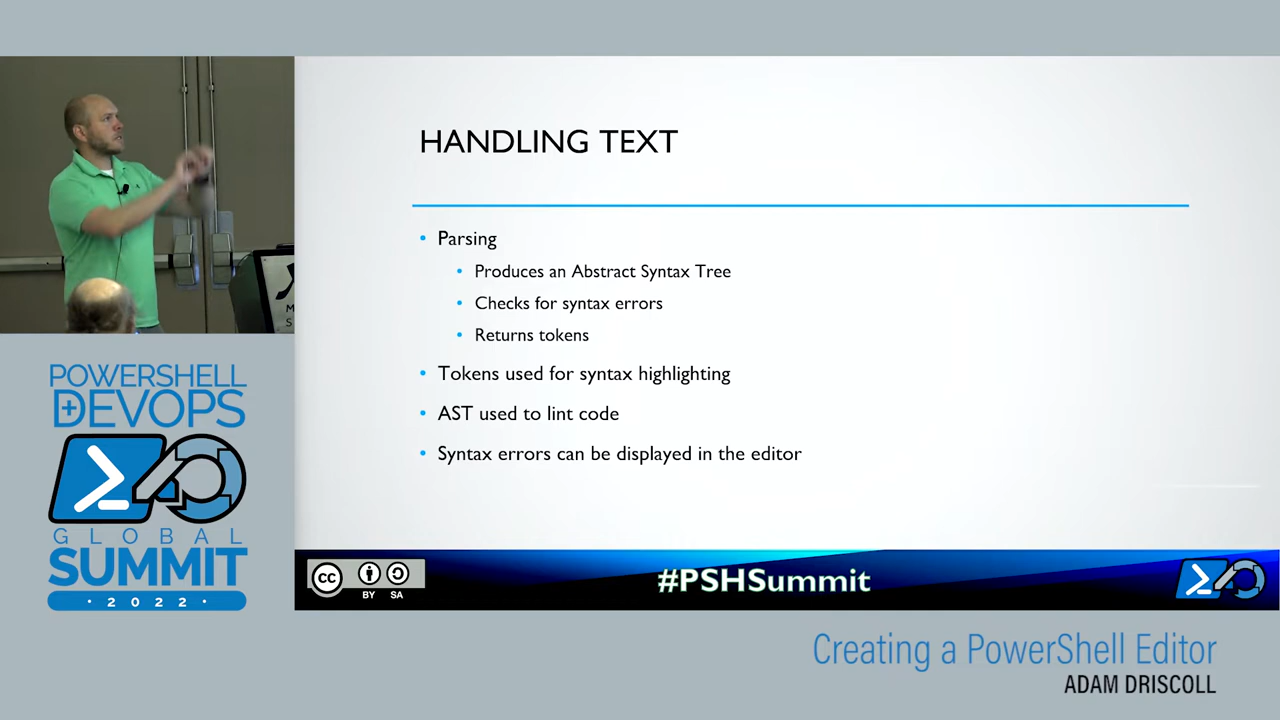 HANDLING TEXT
• Parsing
• Produces an Abstract Syntax Tree
• Checks for syntax errors
• Returns tokens
• Tokens used for syntax highlighting
• AST used to lint code
• Syntax errors can be displayed in the editor
M
S
POWERSHELL
+DEVOPS
GLOBAL
SUMMIT
· 2022 ·
cc
BY SA
#PSHSummit
Creating a PowerShell Editor
ADAM DRISCOLL